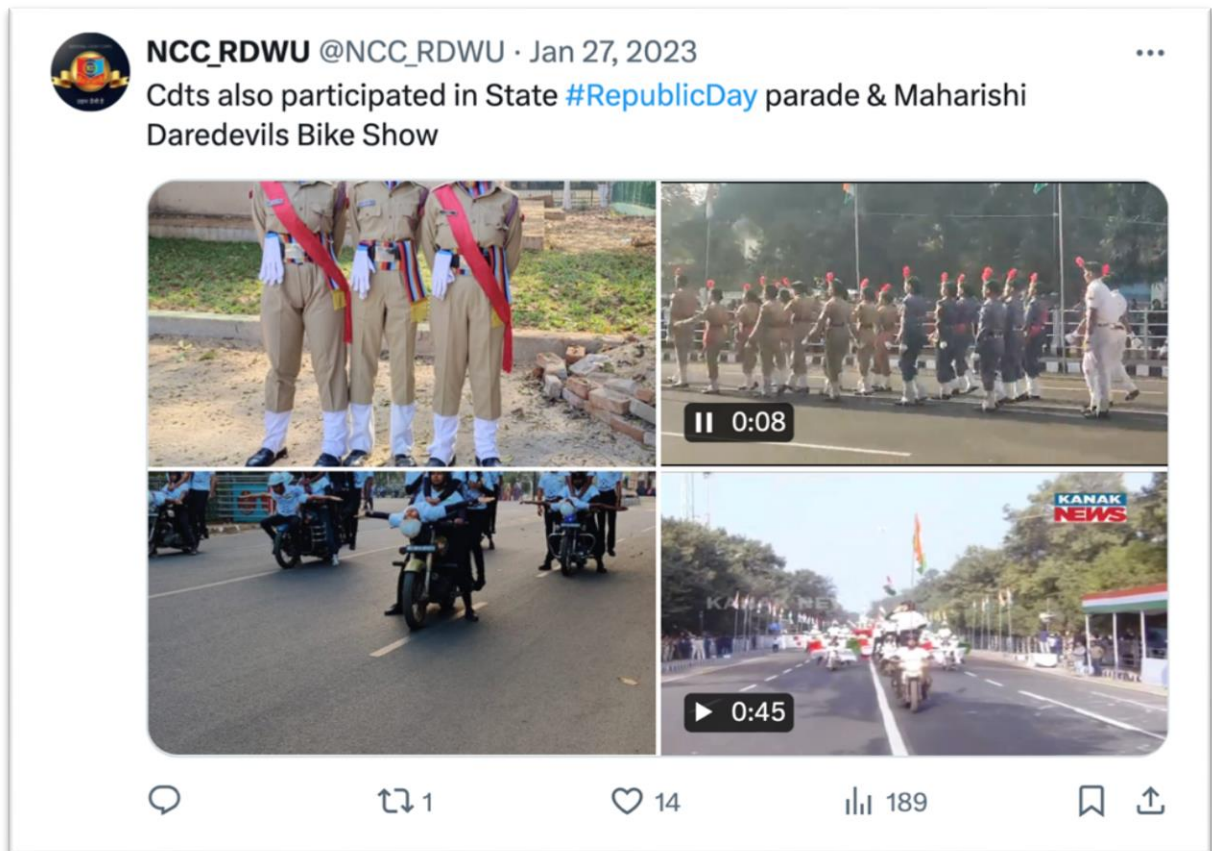 NCC_RDWU @NCC_RDWU · Jan 27, 2023
Cdts also participated in State #RepublicDay parade & Maharishi
Daredevils Bike Show
0:08
KANAK
NEWS
0:45
1
14
189